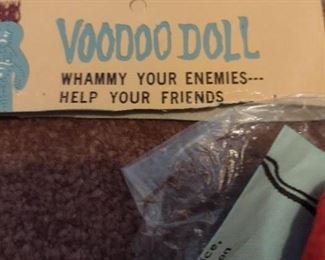 VOODOO DOLL
WHAMMY YOUR ENEMIES---
HELP YOUR FRIENDS